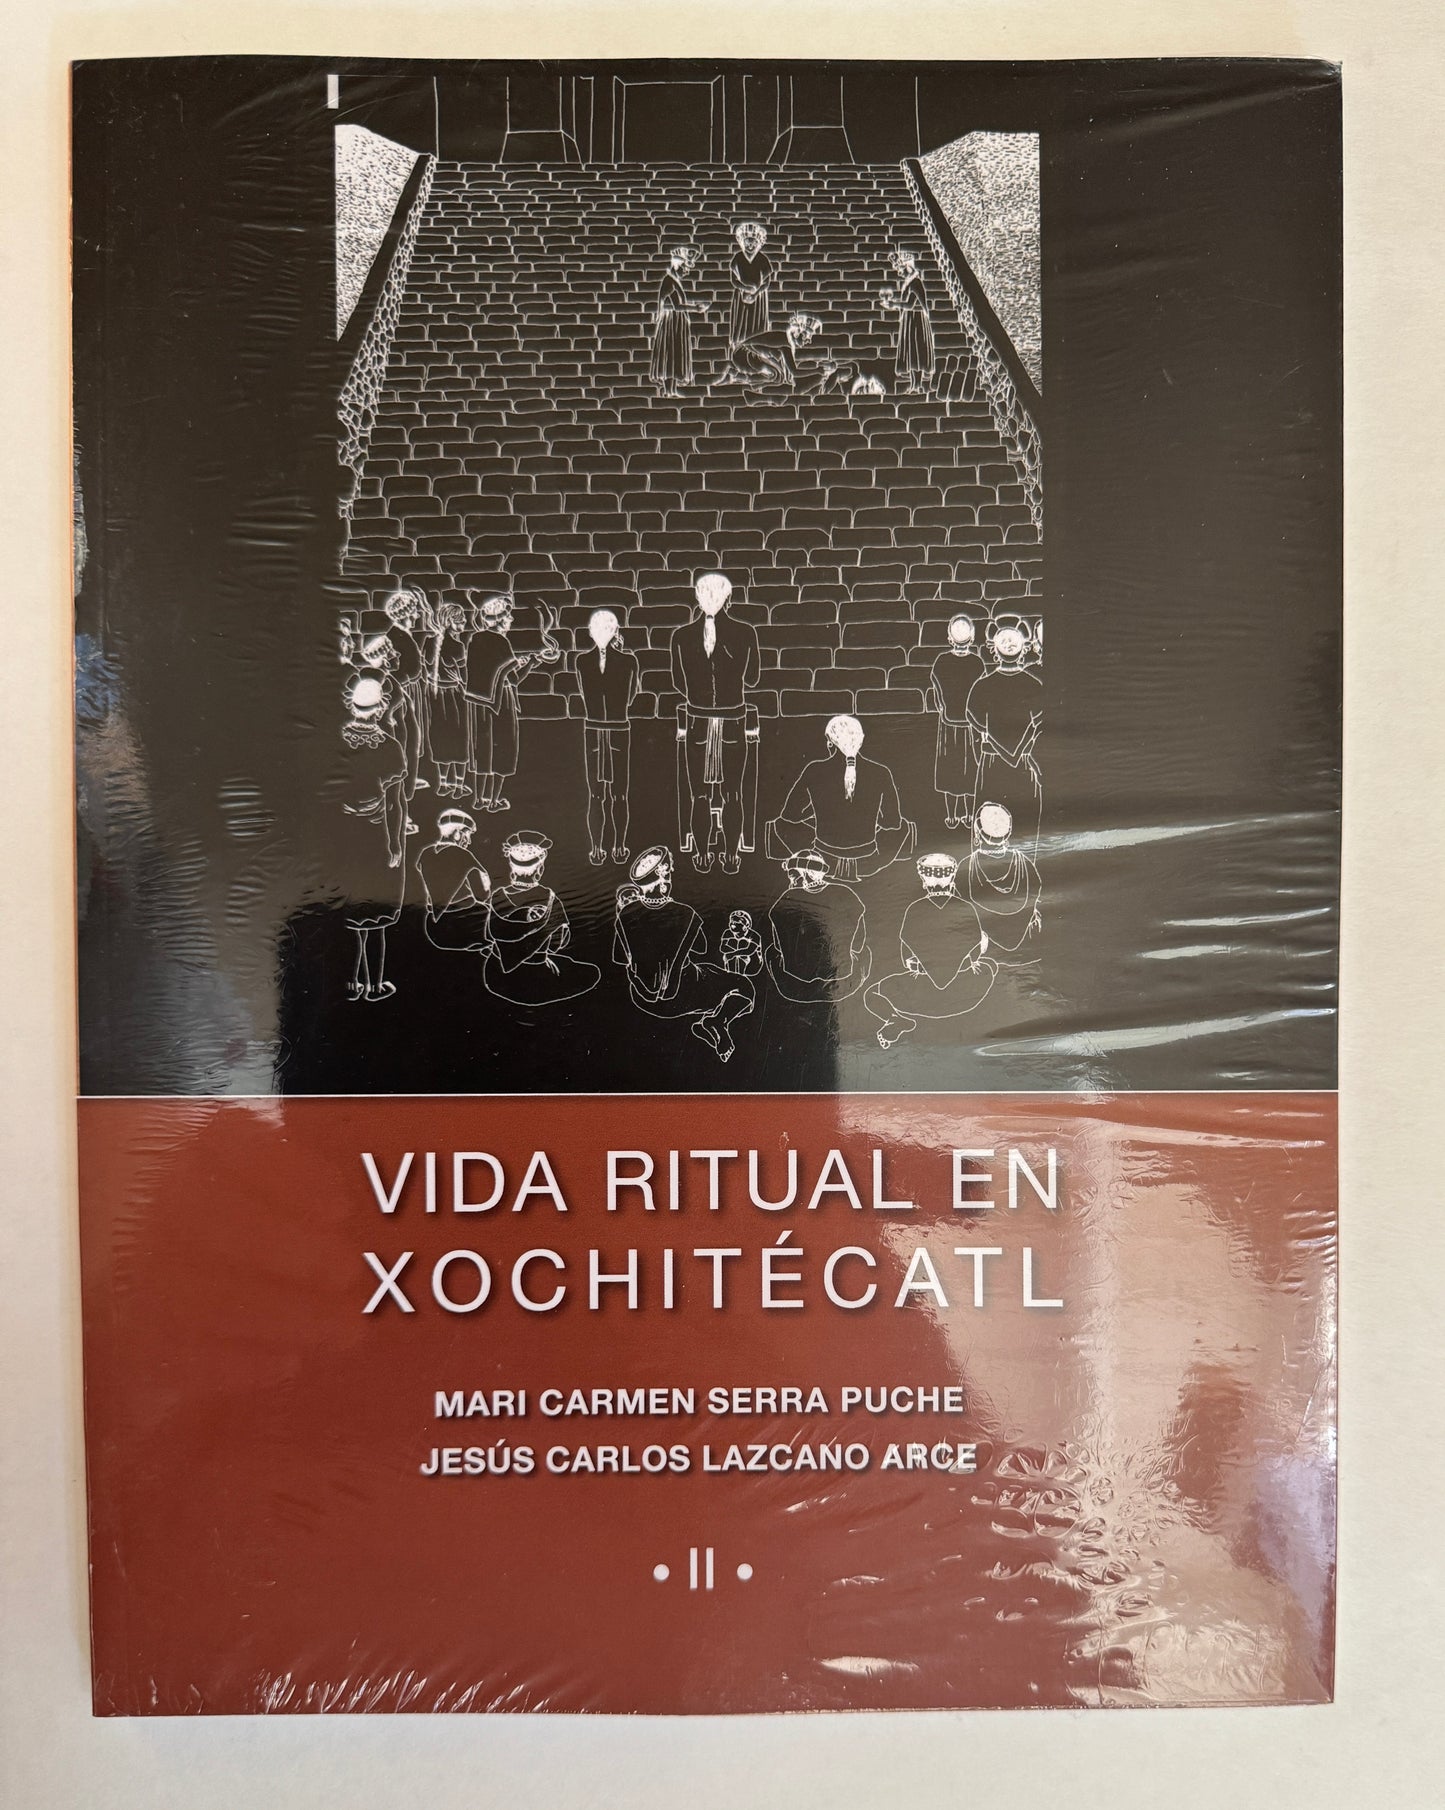 VIDA RITUAL EN
XOCHITÉCATL
MARI CARMEN SERRA PUCHE
JESÚS CARLOS LAZCANO ARCE
• II •